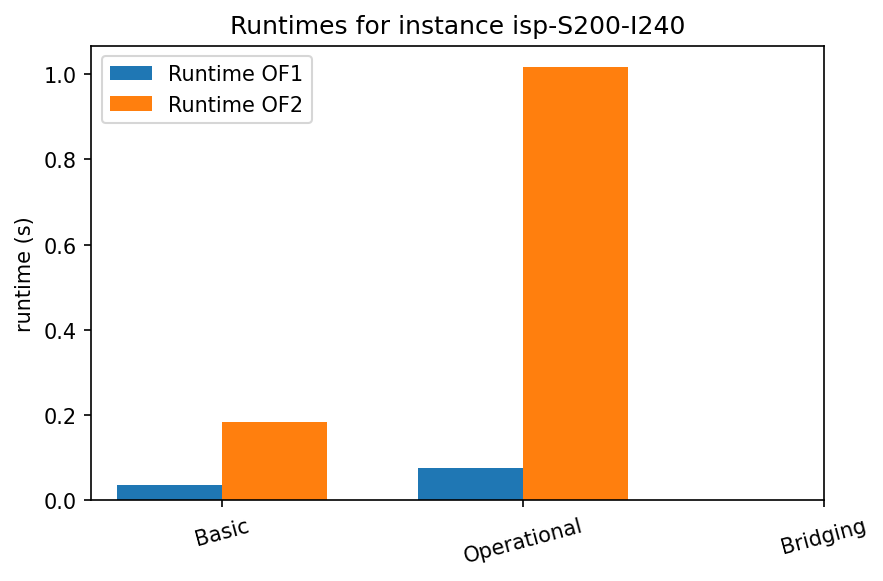 Runtimes for instance isp-S200-I240
Runtime OF1
Runtime OF2
runtime (s)
1.0
0.8
0.6
0.4
0.2
0.0
Basic
Operational
Bridging